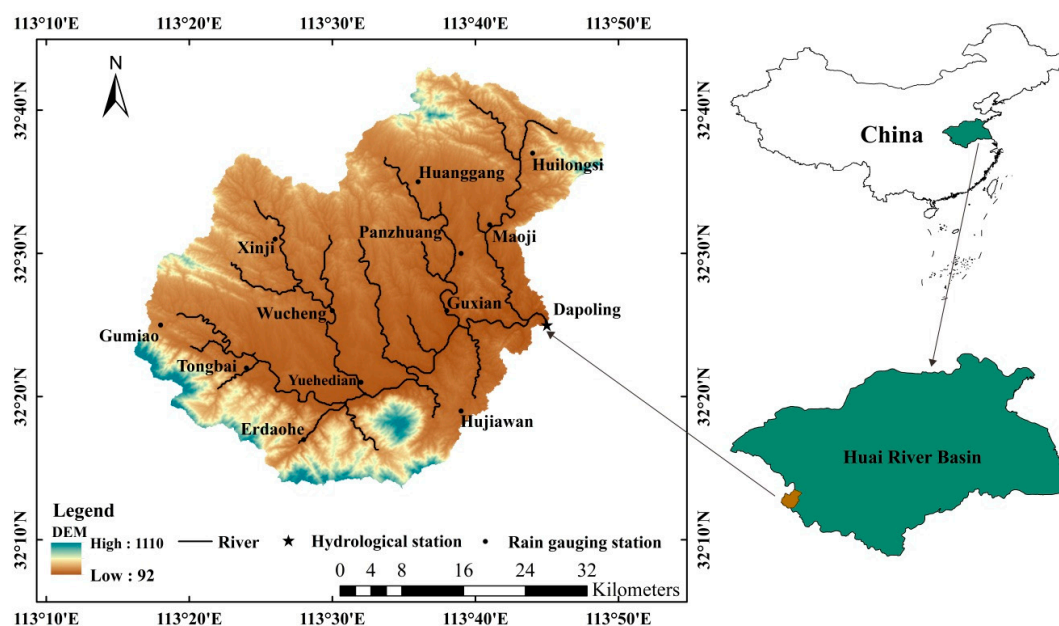 113°10'E 113°20'E 113°30'E 113°40'E 113°50'E
N
32°40'N
32°30'N
32°20'N
32°10'N
32°40'N
32°30'N
32°20'N
32°10'N
Huilongsi
Huanggang
Panzhuang
Maoji
Xinji
Wucheng
Guxian
Dapoling
Gumiao
Tongbai
Yuehedian
Hujiawan
Erdaohe
Legend
DEM
High : 1110
Low : 92
River
Hydrological station
Rain gauging station
0 4 8 16 24 32
Kilometers
113°10'E 113°20'E 113°30'E 113°40'E 113°50'E
China
Huai River Basin